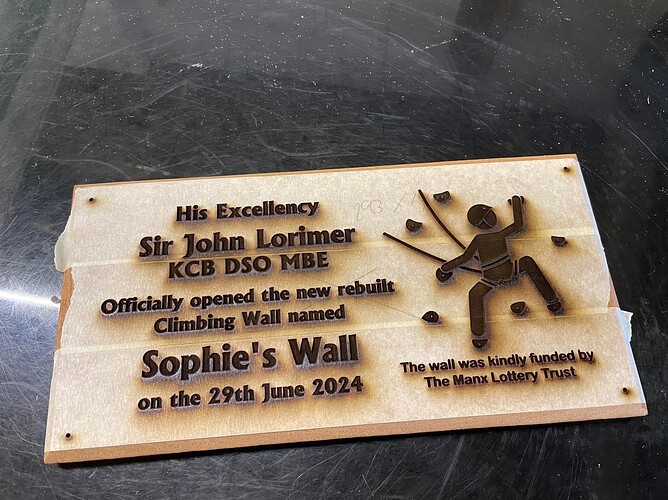 His Excellency
Sir John Lorimer
KCB DSO MBE
Officially opened the new rebuilt
Climbing Wall named
Sophie's Wall
on the 29th June 2024
The wall was kindly funded by
The Manx Lottery Trust